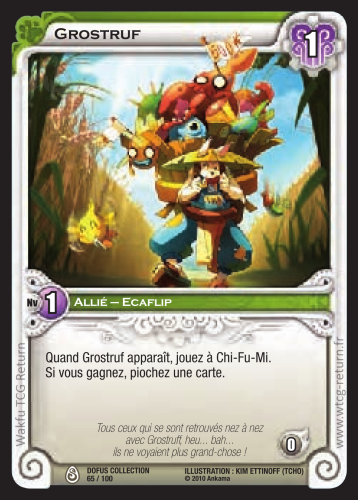 GROSTRUF
1
BOUK
Nv 1 ALLIÉ – ECAFLIP
Quand Grostruf apparaît, jouez à Chi-Fu-Mi.
Si vous gagnez, piochez une carte.
Tous ceux qui se sont retrouvés nez à nez
avec Grostruf, heu... bah...
ils ne voyaient plus grand-chose !
0
DOFUS COLLECTION
65 / 100
ILLUSTRATION : KIM ETTINOFF (TCHO)
© 2010 Ankama
Wakfu TCG Return
www.wtcg-return.fr